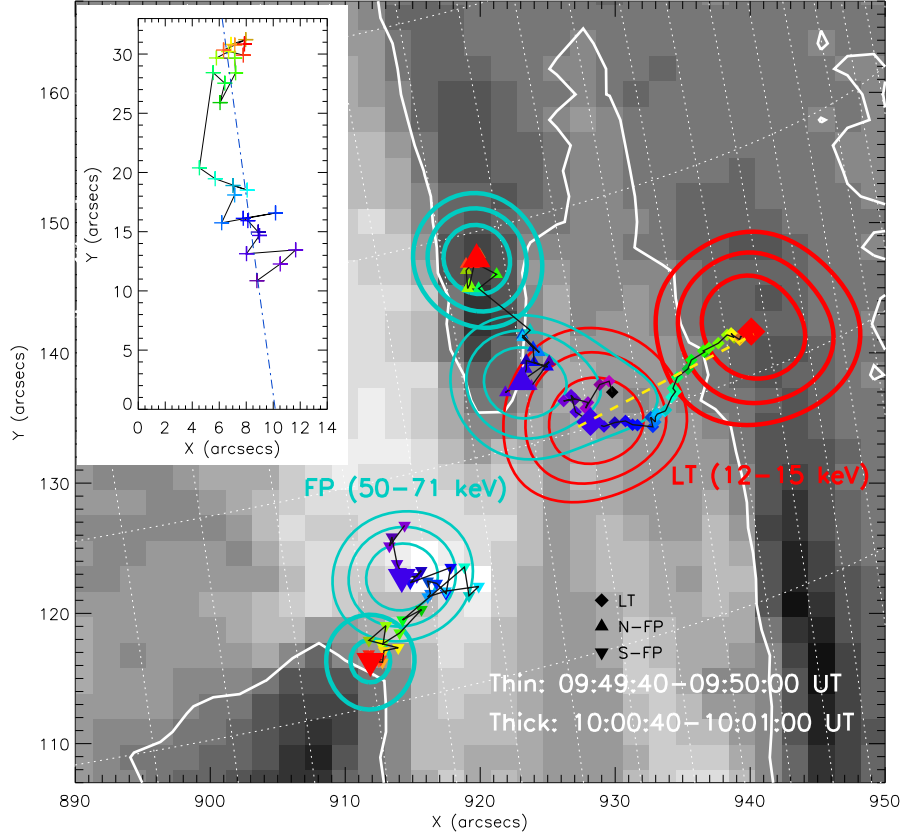 30
25
20
15
10
5
0
Y (arcsecs)
0 2 4 6 8 10 12 14
X (arcsecs)
160
150
140
130
120
110
Y (arcsecs)
FP (50-71 keV)
LT (12-15 keV)
LT
N-FP
S-FP
Thin: 09:49:40-09:50:00 UT
Thick: 10:00:40-10:01:00 UT
890 900 910 920 930 940 950
X (arcsecs)